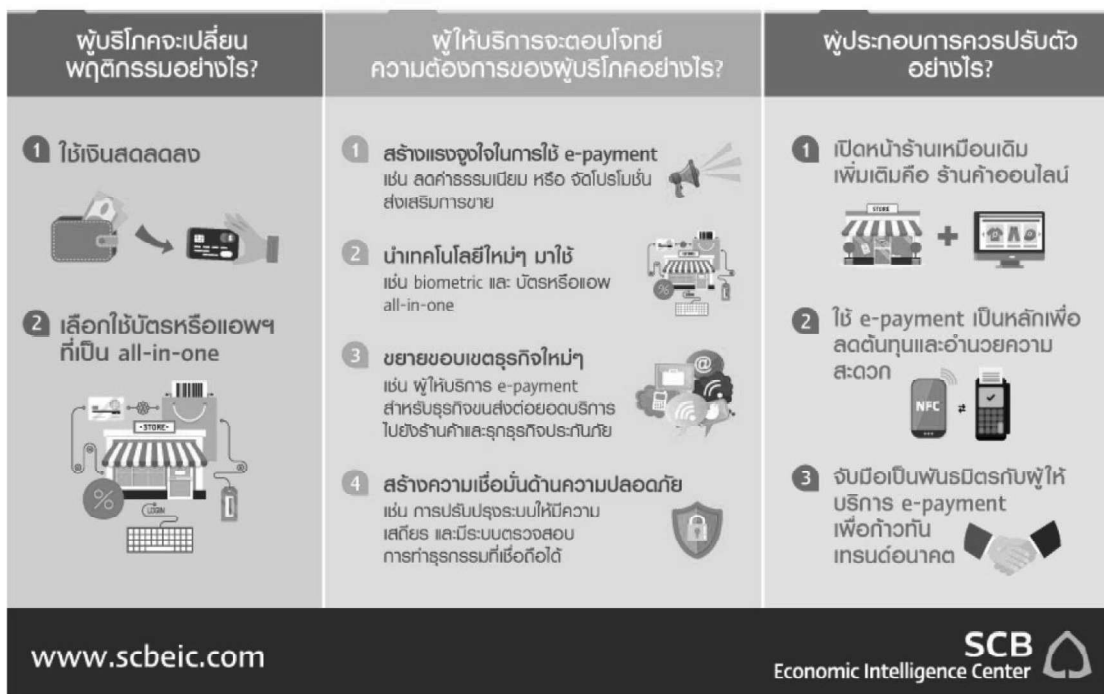 ผู้บริโภคจะเปลี่ยน
พฤติกรรมอย่างไร?
1 ใช้เงินสดลดลง
2 เลือกใช้บัตรหรือแอพฯ
ที่เป็น all-in-one
-STORE-
%
LOGIN
ผู้ให้บริการจะตอบโจทย์
ความต้องการของผู้บริโภคอย่างไร?
1 สร้างแรงจูงใจในการใช้ e-payment
เช่น ลดค่าธรรมเนียม หรือ จัดโปรโมชั่น
ส่งเสริมการขาย
2 นำเทคโนโลยีใหม่ๆ มาใช้
เช่น biometric และ บัตรหรือแอพ
all-in-one
%
3 ขยายขอบเขตธุรกิจใหม่ๆ
เช่น ผู้ให้บริการ e-payment
สำหรับธุรกิจขนส่งต่อยอดบริการ
ไปยังร้านค้าและรุกธุรกิจประกันภัย
@
4 สร้างความเชื่อมั่นด้านความปลอดภัย
เช่น การปรับปรุงระบบให้มีความ
เสถียร และมีระบบตรวจสอบ
การทำธุรกรรมที่เชื่อถือได้
ผู้ประกอบการควรปรับตัว
อย่างไร?
1 เปิดหน้าร้านเหมือนเดิม
เพิ่มเติมคือ ร้านค้าออนไลน์
STORE
+
2 ใช้ e-payment เป็นหลักเพื่อ
ลดต้นทุนและอำนวยความ
สะดวก
NFC
3 จับมือเป็นพันธมิตรกับผู้ให้
บริการ e-payment
เพื่อก้าวทัน
เทรนด์อนาคต
www.scbeic.com
SCB
Economic Intelligence Center